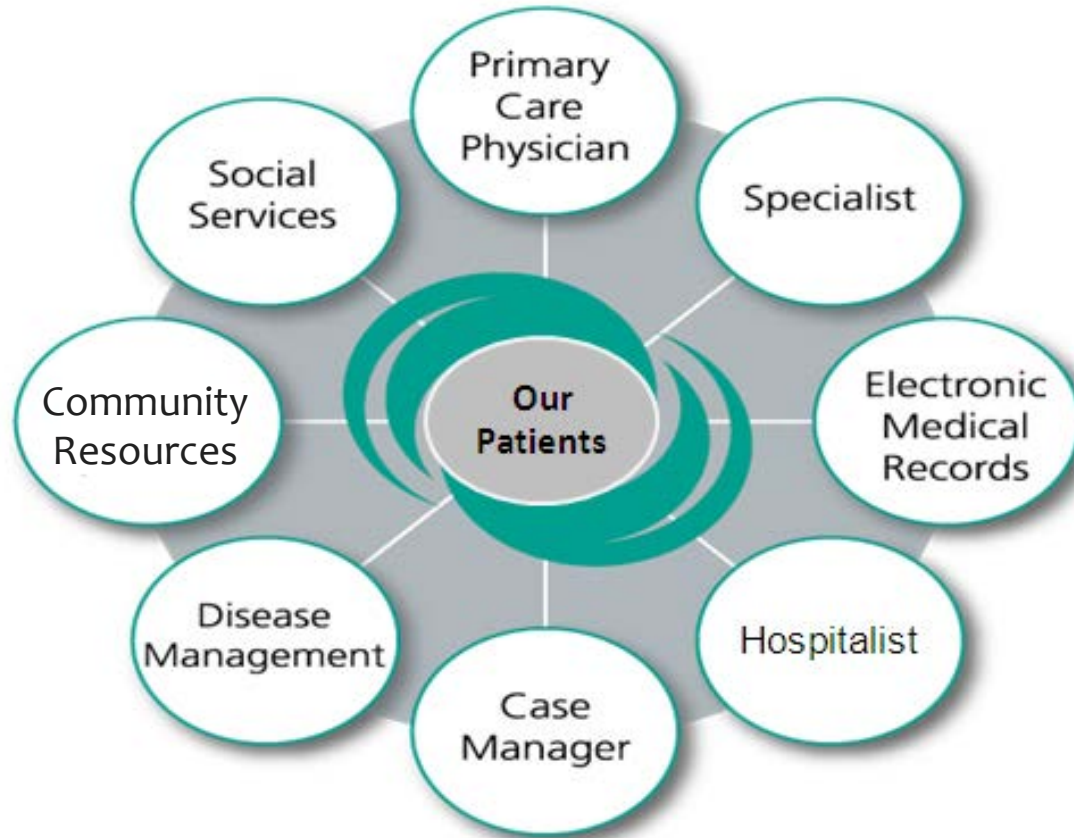 Primary
Care
Physician
Specialist
Electronic
Medical
Records
Hospitalist
Case
Manager
Disease
Management
Community
Resources
Social
Services
Our
Patients